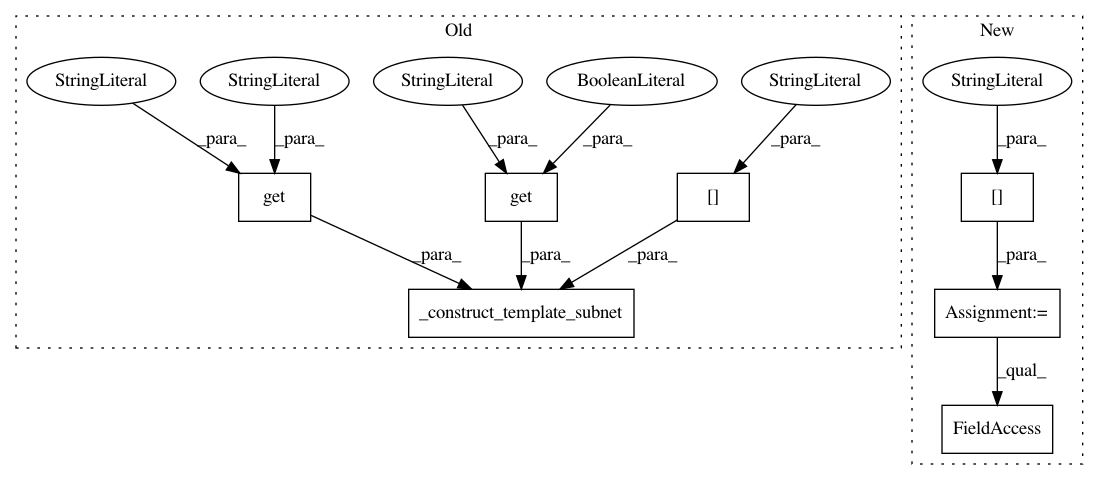 Old
New
StringLiteral StringLiteral StringLiteral BooleanLiteral StringLiteral StringLiteral
_para_ _para_ _para_ _para_ _para_ _para_
get get [] []
_para_ _para_ _para_ _para_
_construct_template_subnet Assignment:=
_qual_
FieldAccess